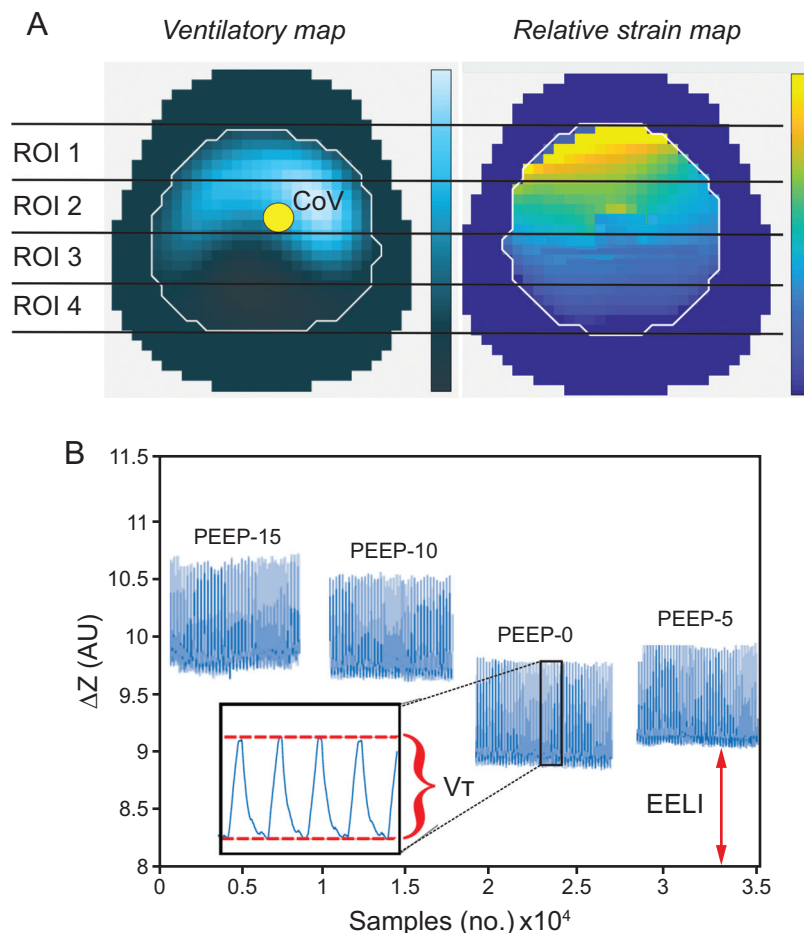 A
Ventilatory map
Relative strain map
ROI 1
ROI 2
ROI 3
ROI 4
CoV
B
11.5
11
10.5
10
9.5
9
8.5
8
ΔZ (AU)
PEEP-15
PEEP-10
PEEP-0
PEEP-5
VT
EELI
0
0.5
1
1.5
2
2.5
3
3.5
Samples (no.) x10⁴